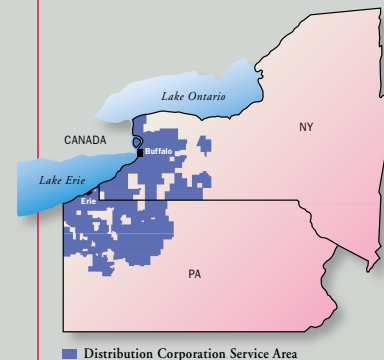 Lake Ontario
NY
CANADA
Buffalo
Lake Erie
Erie
PA
Distribution Corporation Service Area